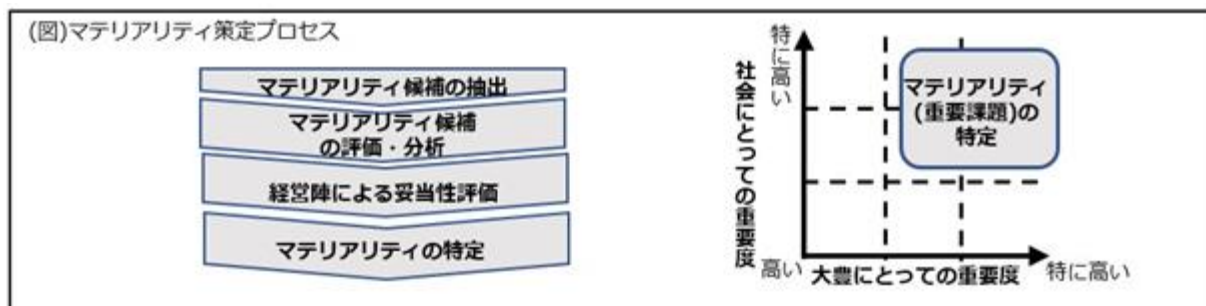 (図)マテリアリティ策定プロセス
マテリアリティ候補の抽出
マテリアリティ候補
の評価・分析
経営陣による妥当性評価
マテリアリティの特定
特に高い
社会にとっての重要度
マテリアリティ
(重要課題)の
特定
高い
大豊にとっての重要度
特に高い